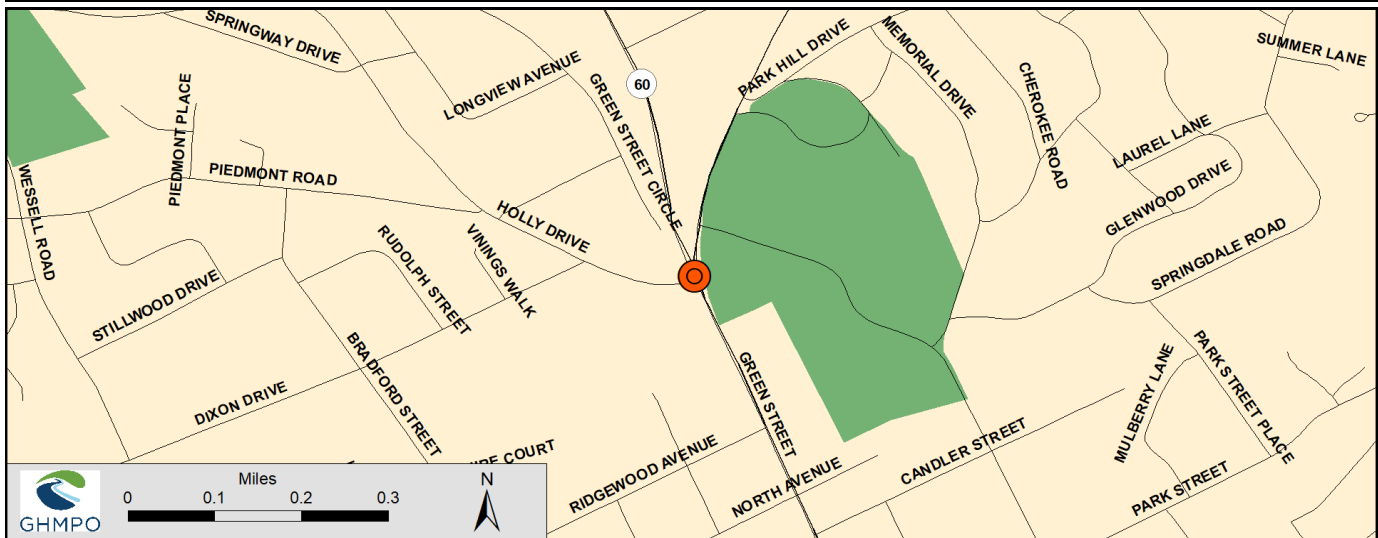 SPRINGWAY DRIVE
LONGVIEW AVENUE
60
PARK HILL DRIVE
MEMORIAL DRIVE
SUMMER LANE
PIEDMONT PLACE
GREEN STREET CIRCLE
CHEROKEE ROAD
LAUREL LANE
WESSELL ROAD
PIEDMONT ROAD
GLENWOOD DRIVE
HOLLY DRIVE
RUDOLPH STREET
VININGS WALK
SPRINGDALE ROAD
STILLWOOD DRIVE
BRADFORD STREET
GREEN STREET
MULBERRY LANE
PARK STREET PLACE
DIXON DRIVE
COURT
RIDGEWOOD AVENUE
NORTH AVENUE
CANDLER STREET
PARK STREET
GHMPO
Miles
0 0.1 0.2 0.3
N